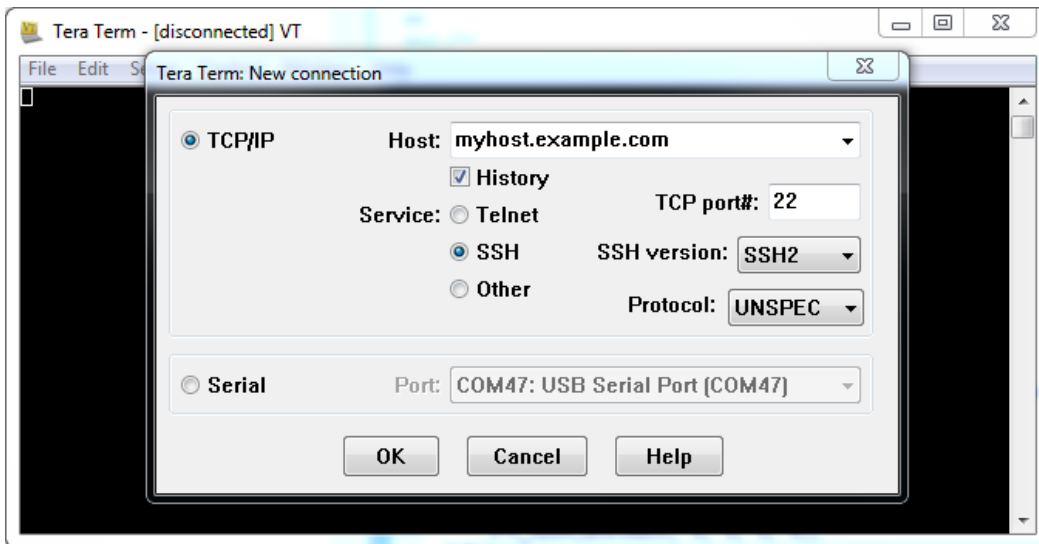 Tera Term - [disconnected] VT
File Edit
Tera Term: New connection
TCP/IP Host: myhost.example.com
History
TCP port#: 22
Service: Telnet
SSH SSH version: SSH2
Other
Protocol: UNSPEC
Serial Port: COM47: USB Serial Port (COM47)
OK Cancel Help